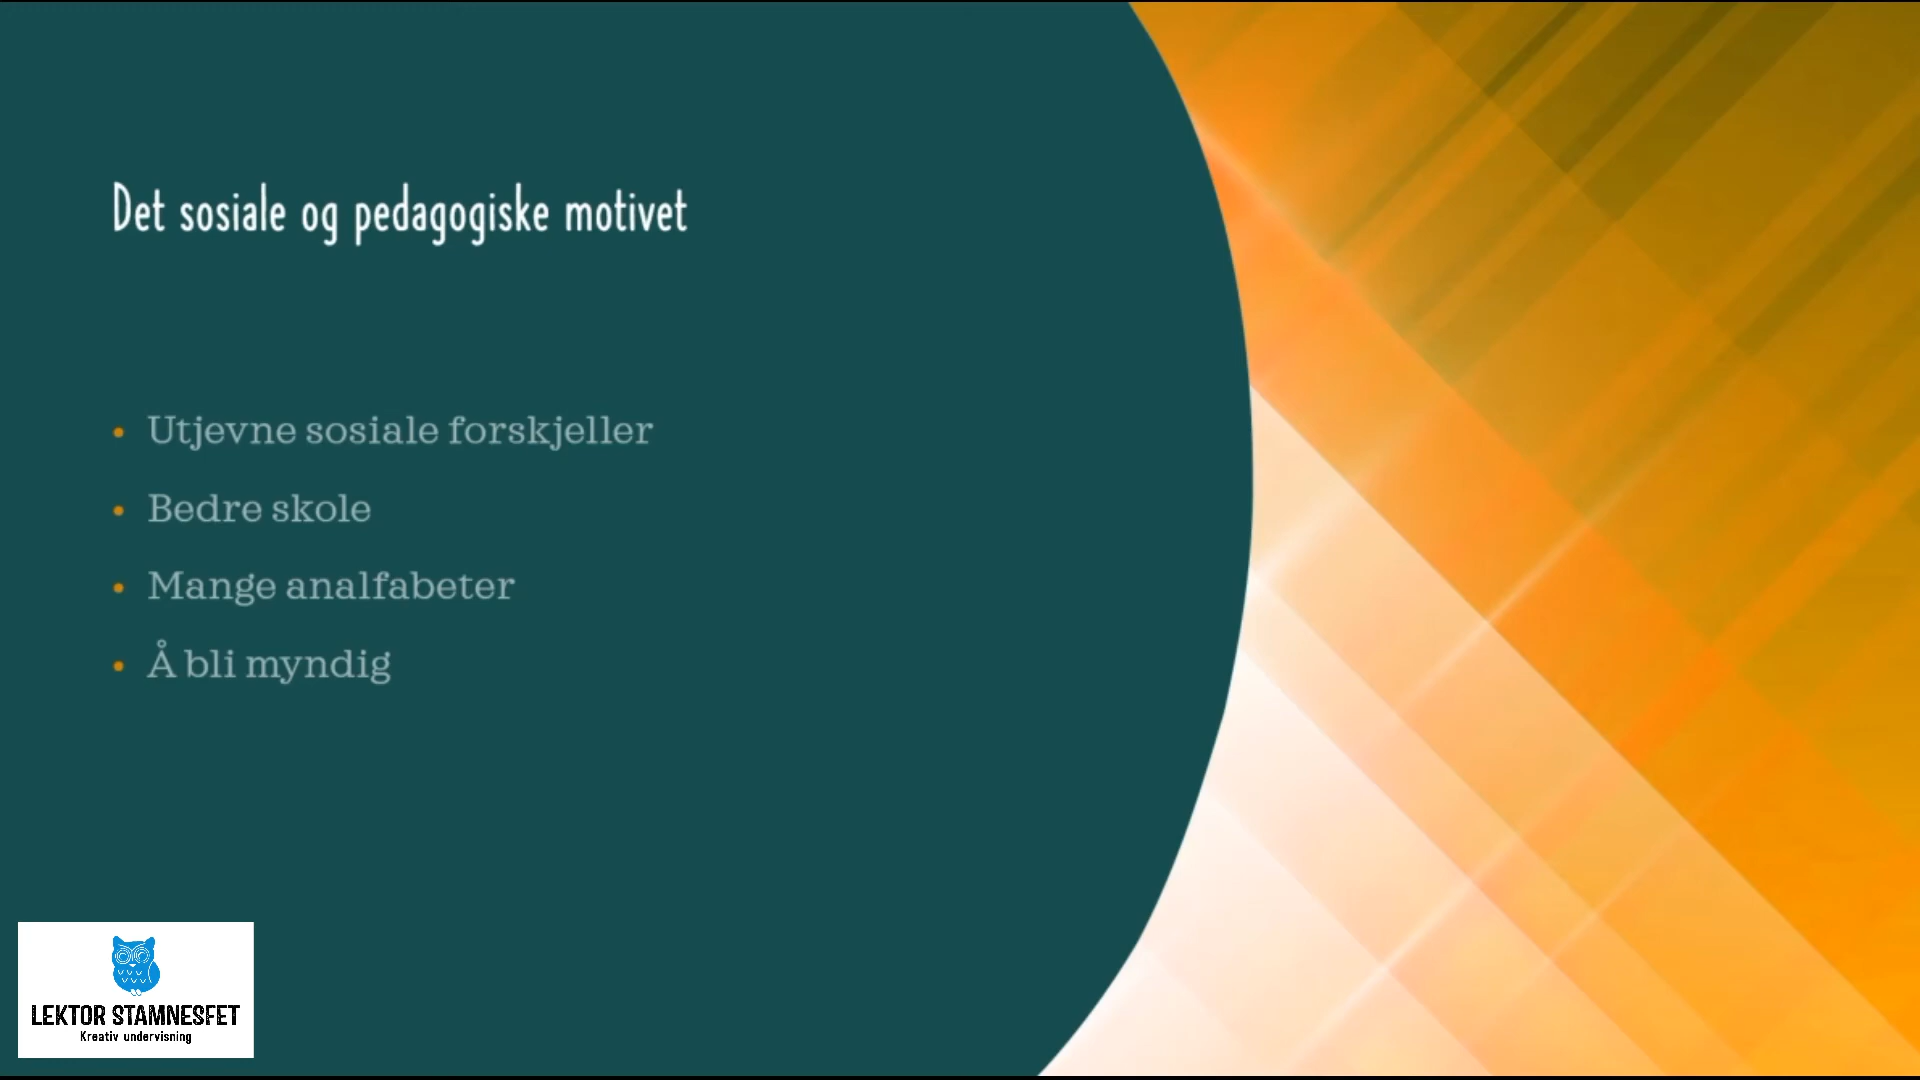 Det sosiale og pedagogiske motivet
• Utjevne sosiale forskjeller
• Bedre skole
• Mange analfabeter
• Å bli myndig
LEKTOR STAMNESFET
Kreativ undervisning